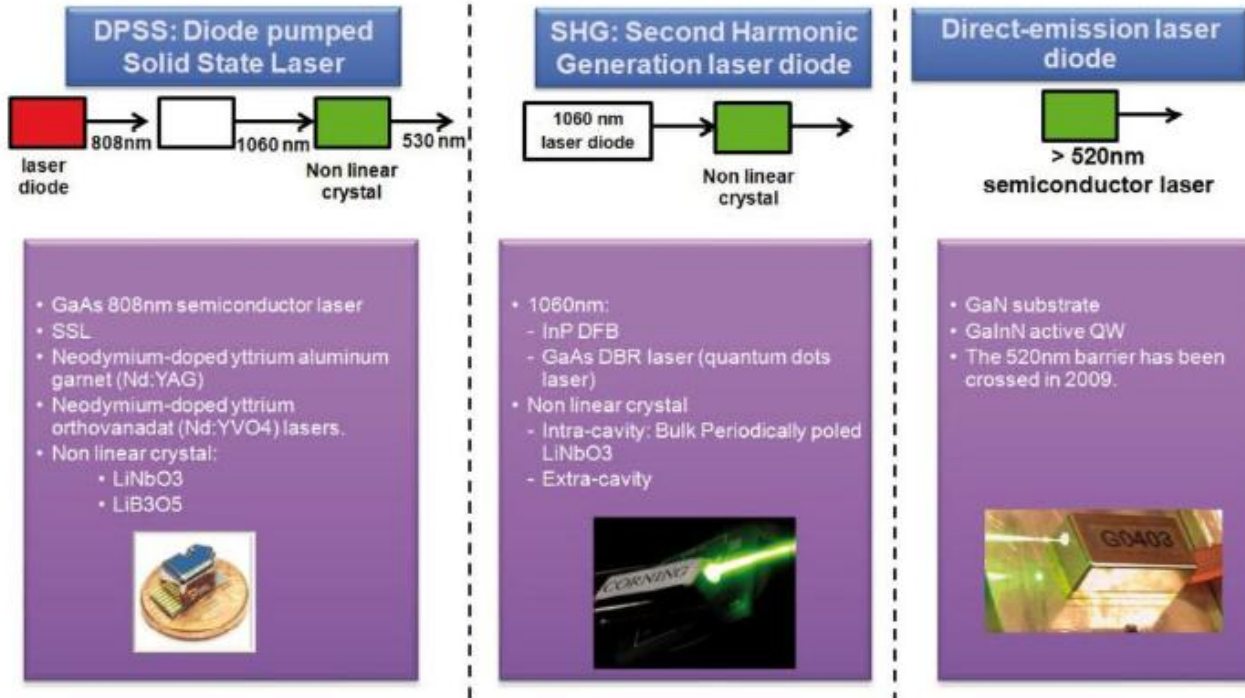 DPSS: Diode pumped
Solid State Laser
808nm
1060 nm
530 nm
laser
diode
Non linear
crystal
• GaAs 808nm semiconductor laser
• SSL
• Neodymium-doped yttrium aluminum
garnet (Nd:YAG)
• Neodymium-doped yttrium
orthovanadat (Nd:YVO4) lasers.
• Non linear crystal:
• LiNbO3
• LiB3O5
SHG: Second Harmonic
Generation laser diode
1060 nm
laser diode
Non linear
crystal
• 1060nm:
- InP DFB
- GaAs DBR laser (quantum dots
laser)
• Non linear crystal
- Intra-cavity: Bulk Periodically poled
LiNbO3
- Extra-cavity
CORNING
Direct-emission laser
diode
> 520nm
semiconductor laser
• GaN substrate
• GaInN active QW
• The 520nm barrier has been
crossed in 2009.
G0403